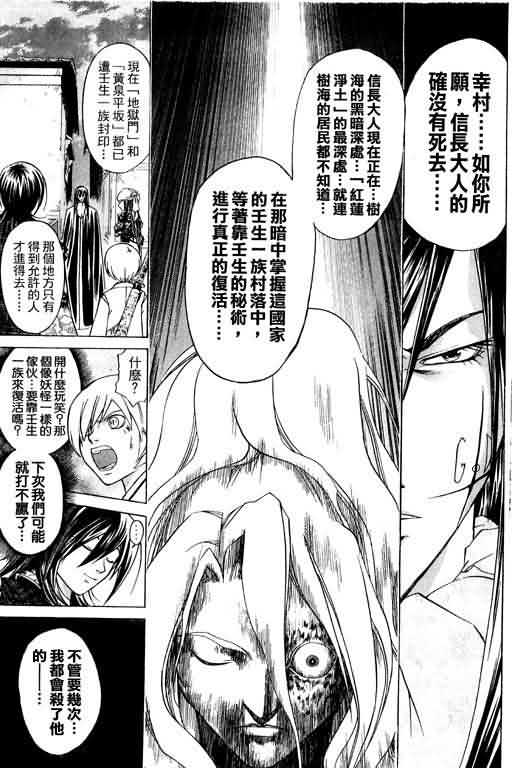 幸村……如你所
願，信長大人的
確沒有死去……
信長大人現在正在…樹
海的黑暗深處…「紅蓮
淨土」的最深處……就連
樹海的居民都不知道…
在那暗中掌握這國家
的壬生一族村落中，
等著靠壬生的秘術，
進行真正的復活……
現在「地獄門」和
「黃泉平坂」都已
遭壬生一族封印…
那個地方只有
得到允許的人
才進得去……
什麼？
開什麼玩笑？那
個像妖怪一樣的
傢伙…要靠壬生
一族來復活嗎？
下次我們可能
就打不贏了…
……
不管要幾次…
我都會殺了他
的——